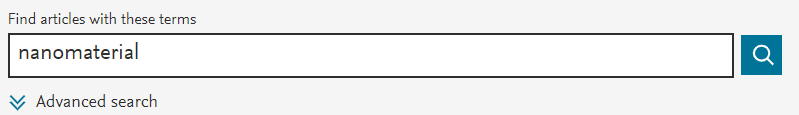 Find articles with these terms
nanomaterial
Advanced search